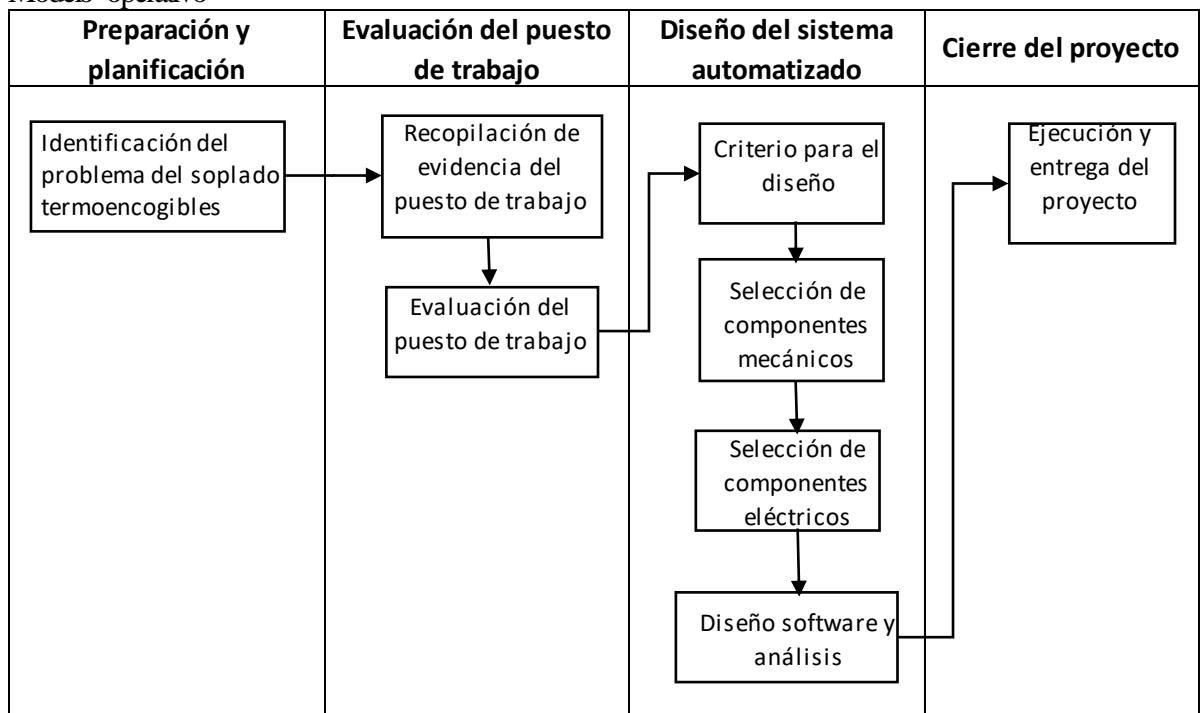 Modelo operativo
Preparación y
planificación
Evaluación del puesto
de trabajo
Diseño del sistema
automatizado
Cierre del proyecto
Identificación del
problema del soplado
termoencogibles
Recopilación de
evidencia del
puesto de trabajo
Evaluación del
puesto de trabajo
Criterio para el
diseño
Selección de
componentes
mecánicos
Selección de
componentes
eléctricos
Diseño software y
análisis
Ejecución y
entrega del
proyecto